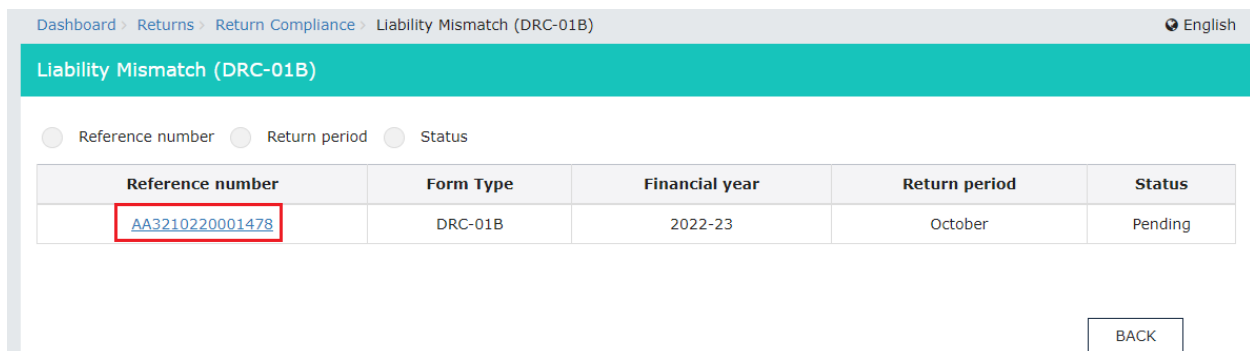 Dashboard > Returns > Return Compliance > Liability Mismatch (DRC-01B) English
Liability Mismatch (DRC-01B)
Reference number Return period Status
Reference number Form Type Financial year Return period Status
AA3210220001478 DRC-01B 2022-23 October Pending
BACK